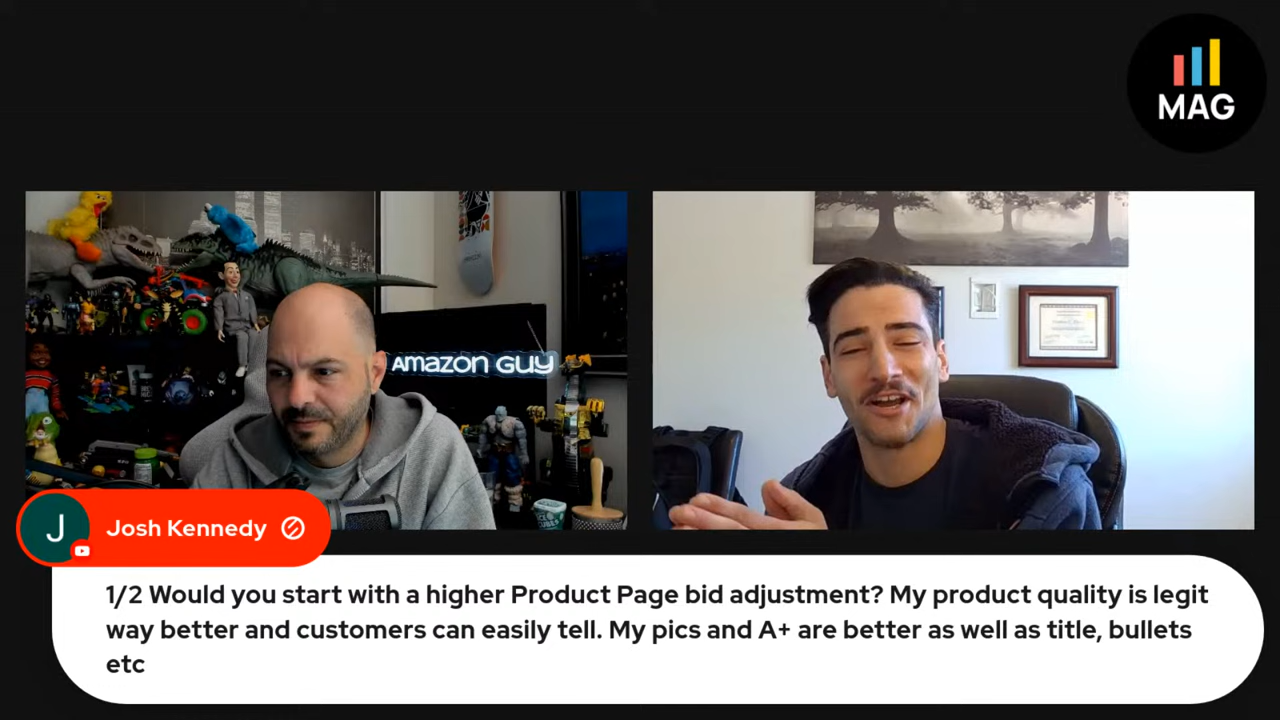 MAG
AMAZON GUY
Josh Kennedy
1/2 Would you start with a higher Product Page bid adjustment? My product quality is legit
way better and customers can easily tell. My pics and A+ are better as well as title, bullets
etc